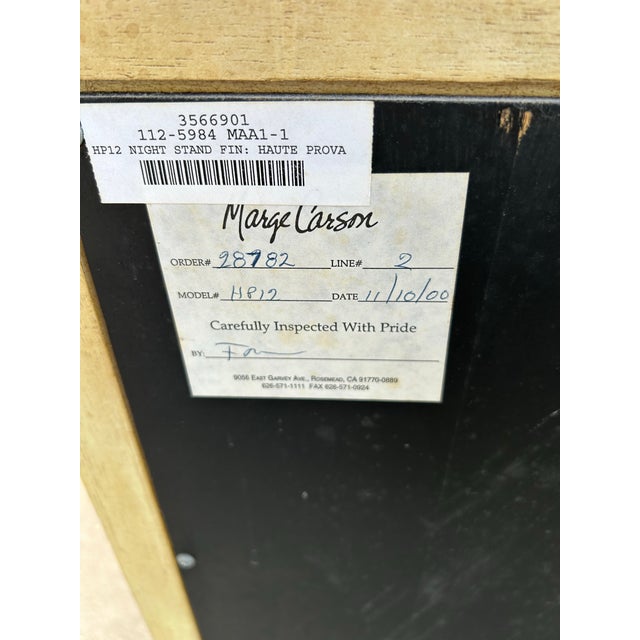 3566901
112-5984 MAA1-1
HP12 NIGHT STAND FIN: HAUTE PROVA
Marge Carson
ORDER# 28782 LINE# 2
MODEL# HP12 DATE 11/10/00
Carefully Inspected With Pride
BY:
9056 EAST GARVEY AVE., ROSEMEAD, CA 91770-0889
626-571-1111 FAX 626-571-0924